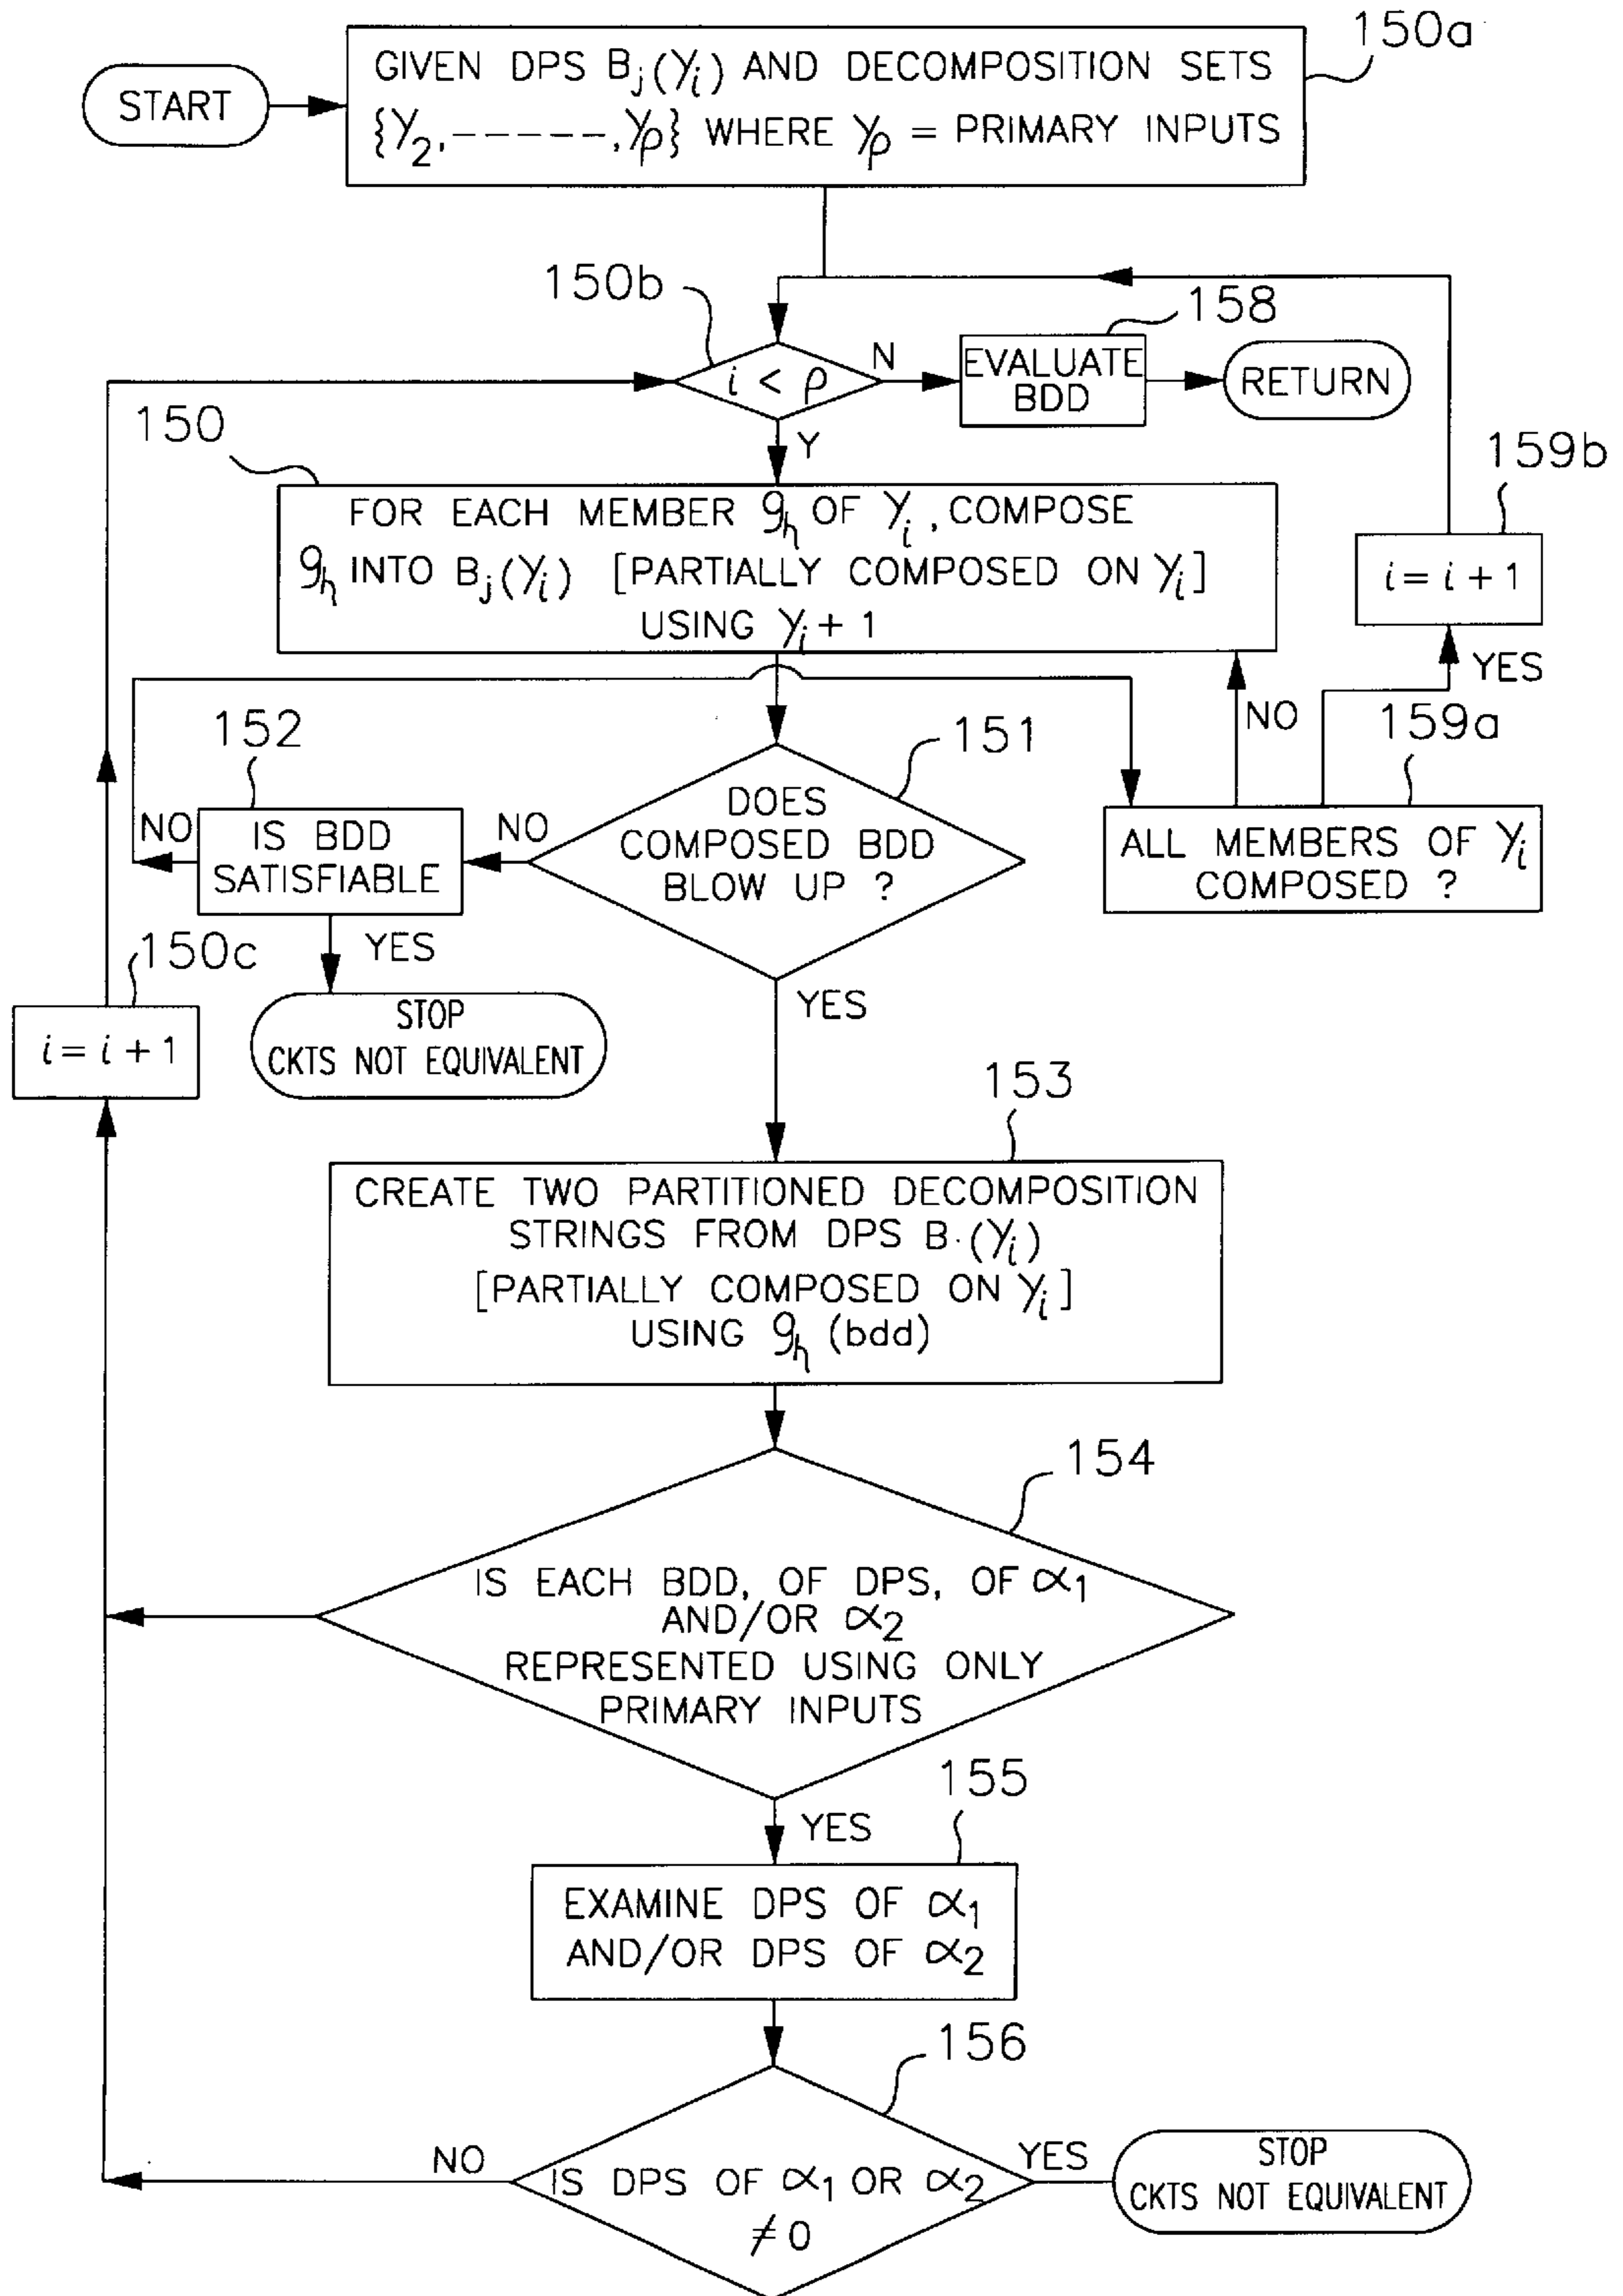 150a
START
GIVEN DPS Bj(Yi) AND DECOMPOSITION SETS
{Y2,-----,Yρ} WHERE Yρ = PRIMARY INPUTS
150b
158
i < ρ
N
EVALUATE
BDD
RETURN
150
Y
159b
FOR EACH MEMBER gh OF Yi, COMPOSE
gh INTO Bj(Yi) [PARTIALLY COMPOSED ON Yi]
USING Yi + 1
i = i + 1
YES
NO
159a
152
151
DOES
COMPOSED BDD
BLOW UP ?
NO
IS BDD
SATISFIABLE
NO
ALL MEMBERS OF Yi
COMPOSED ?
150c
YES
YES
i = i + 1
STOP
CKTS NOT EQUIVALENT
153
CREATE TWO PARTITIONED DECOMPOSITION
STRINGS FROM DPS B.(Yi)
[PARTIALLY COMPOSED ON Yi]
USING gh (bdd)
154
IS EACH BDD, OF DPS, OF α1
AND/OR α2
REPRESENTED USING ONLY
PRIMARY INPUTS
155
YES
EXAMINE DPS OF α1
AND/OR DPS OF α2
156
NO
IS DPS OF α1 OR α2
≠ 0
YES
STOP
CKTS NOT EQUIVALENT